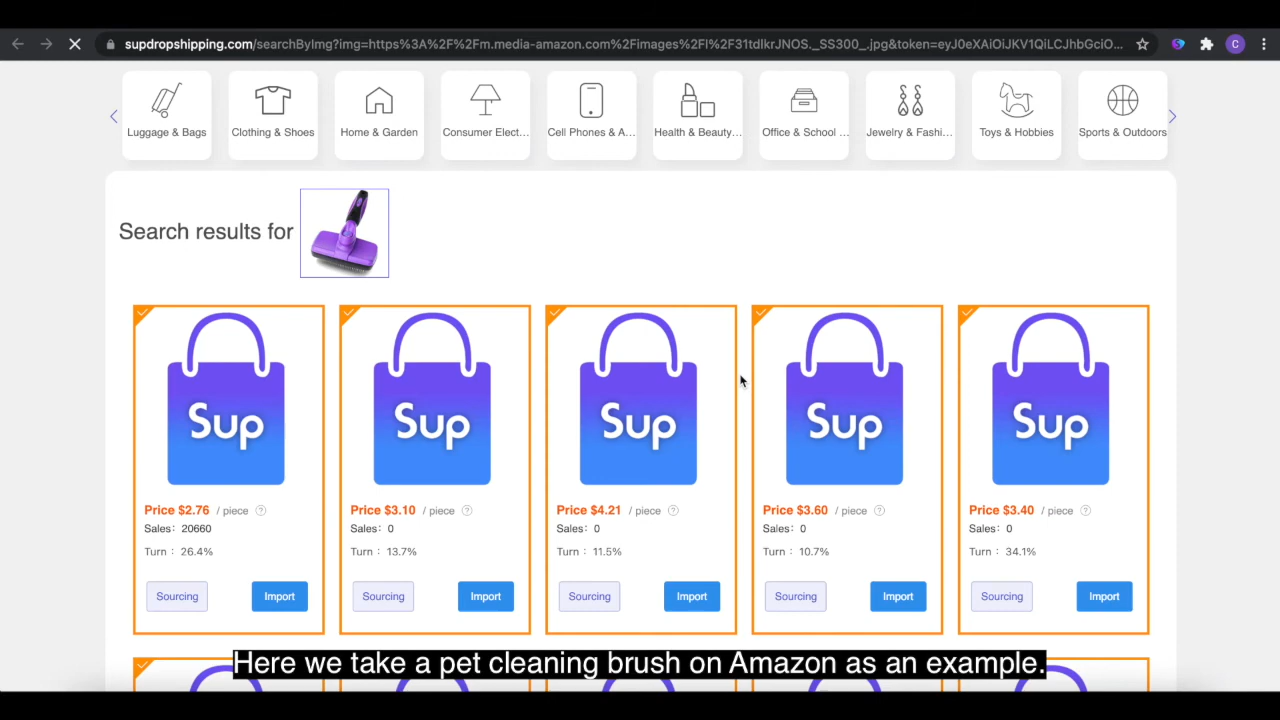 supdropshipping.com/searchByImg?img=https%3A%2F%2Fm.media-amazon.com%2Fimages%2FI%2F31tdlkrJNOS._SS300_.jpg&token=eyJ0eXAiOiJKV1QiLCJhbGciO...
C
Luggage & Bags
Clothing & Shoes
Home & Garden
Consumer Elect...
Cell Phones & A...
Health & Beauty...
Office & School ...
Jewelry & Fashi...
Toys & Hobbies
Sports & Outdoors
Search results for
Sup
Sup
Sup
Sup
Sup
Price $2.76 / piece ?
Sales: 20660
Turn : 26.4%
Sourcing Import
Price $3.10 / piece ?
Sales: 0
Turn : 13.7%
Sourcing Import
Price $4.21 / piece ?
Sales: 0
Turn : 11.5%
Sourcing Import
Price $3.60 / piece ?
Sales: 0
Turn : 10.7%
Sourcing Import
Price $3.40 / piece ?
Sales: 0
Turn : 34.1%
Sourcing Import
Here we take a pet cleaning brush on Amazon as an example.